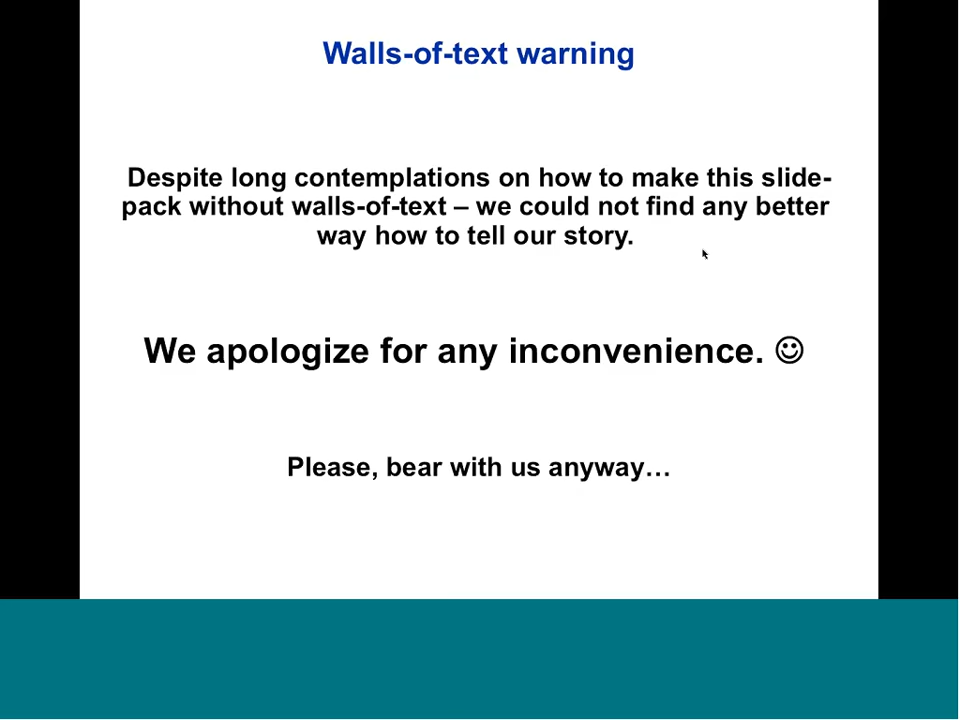 Walls-of-text warning
Despite long contemplations on how to make this slide-
pack without walls-of-text – we could not find any better
way how to tell our story.
We apologize for any inconvenience. ☺
Please, bear with us anyway…